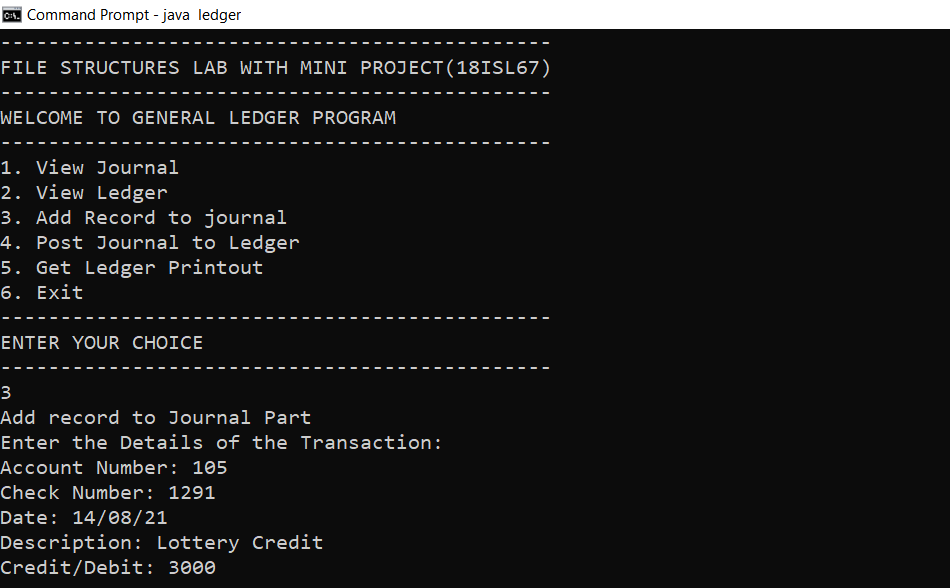 Command Prompt - java  ledger
----------------------------------------------
FILE STRUCTURES LAB WITH MINI PROJECT(18ISL67)
----------------------------------------------
WELCOME TO GENERAL LEDGER PROGRAM
----------------------------------------------
1. View Journal
2. View Ledger
3. Add Record to journal
4. Post Journal to Ledger
5. Get Ledger Printout
6. Exit
----------------------------------------------
ENTER YOUR CHOICE
----------------------------------------------
3
Add record to Journal Part
Enter the Details of the Transaction:
Account Number: 105
Check Number: 1291
Date: 14/08/21
Description: Lottery Credit
Credit/Debit: 3000